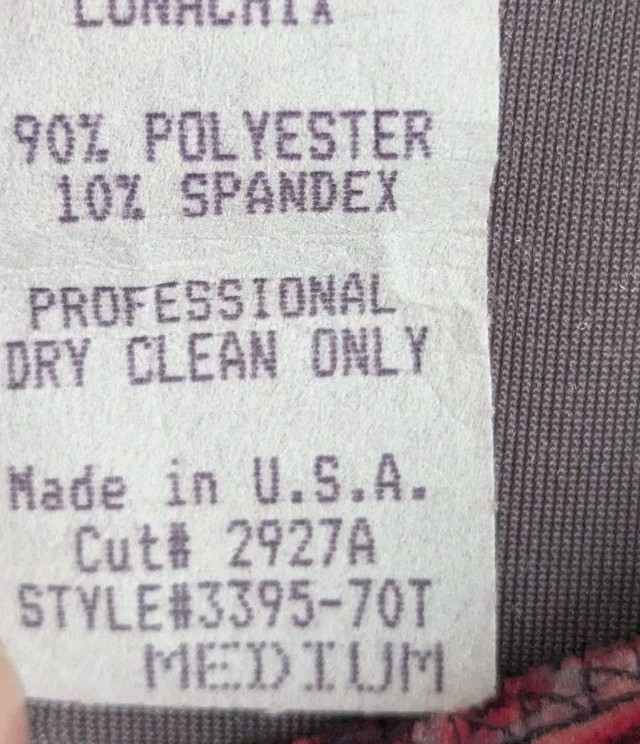 90% POLYESTER
10% SPANDEX
PROFESSIONAL
DRY CLEAN ONLY
Made in U.S.A.
Cut# 2927A
STYLE#3395-70T
MEDIUM